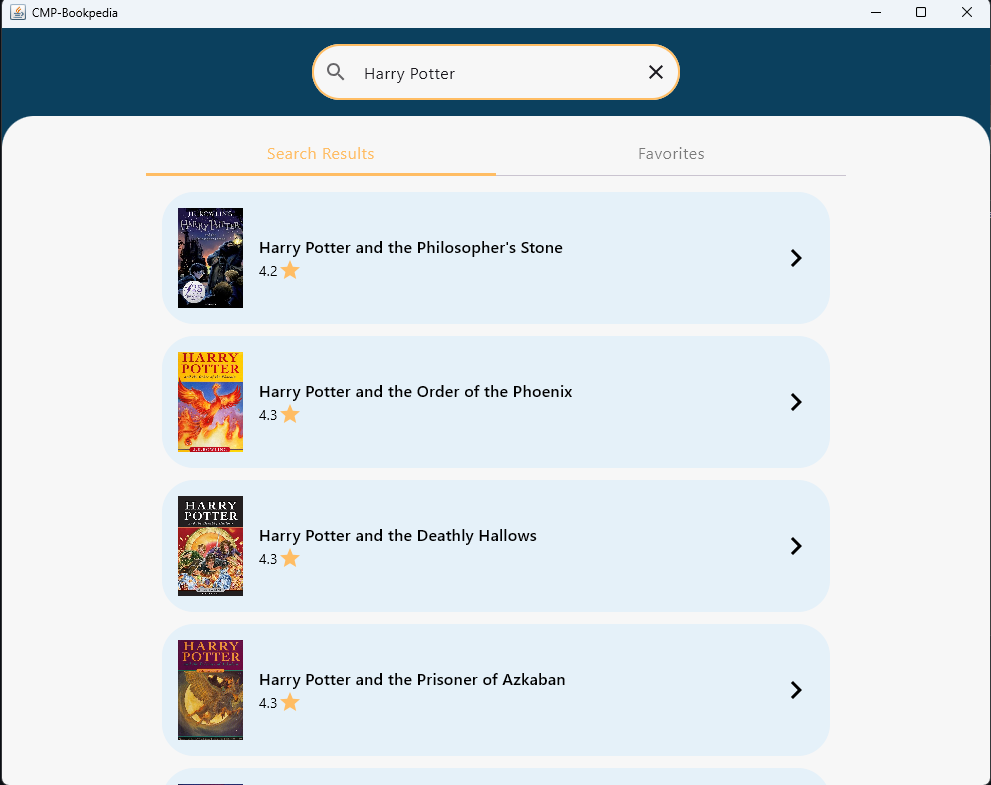 CMP-Bookpedia
Harry Potter
Search Results
Favorites
J.K. ROWLING
HARRY POTTER
Harry Potter and the Philosopher's Stone
4.2
HARRY
POTTER
J.K. ROWLING
Harry Potter and the Order of the Phoenix
4.3
HARRY
POTTER
Harry Potter and the Deathly Hallows
4.3
HARRY
POTTER
Harry Potter and the Prisoner of Azkaban
4.3